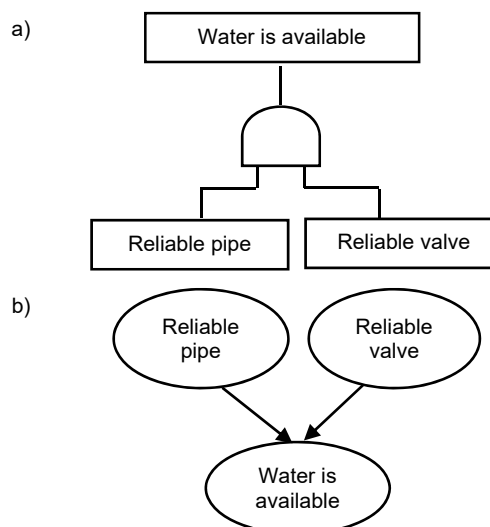 a)
Water is available
Reliable pipe
Reliable valve
b)
Reliable
pipe
Reliable
valve
Water is
available